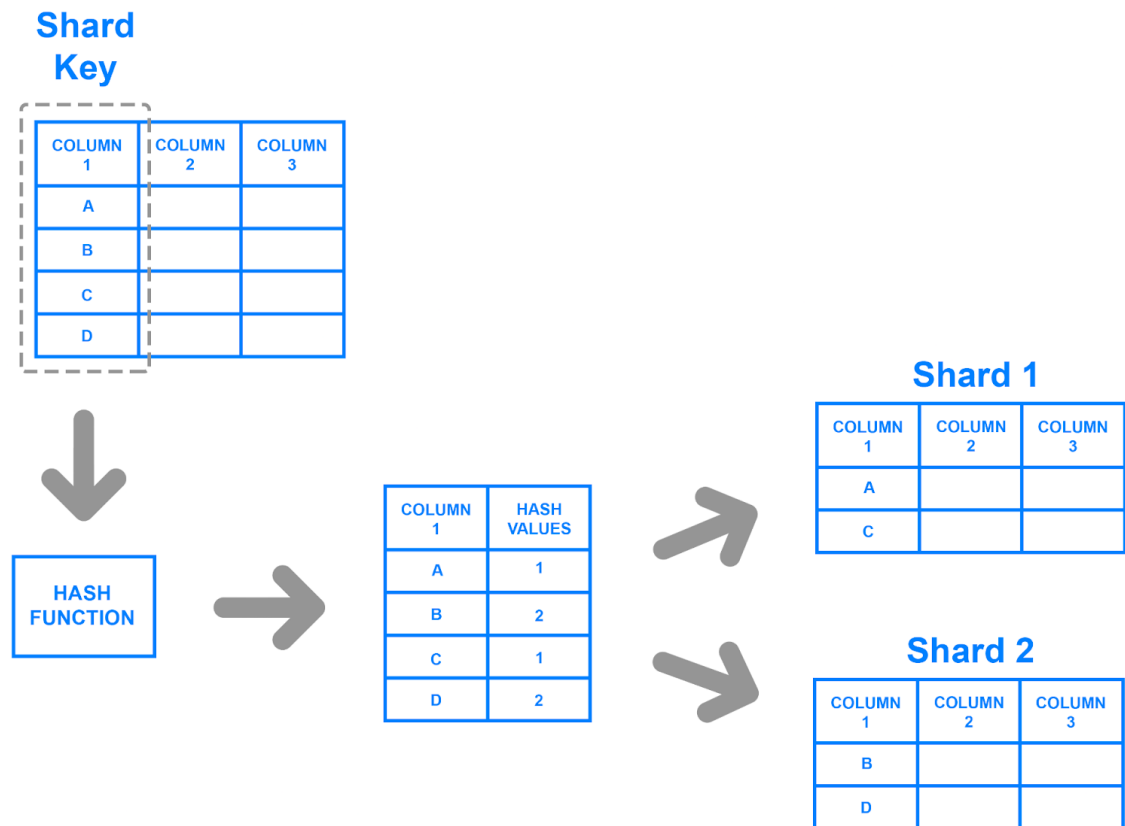 Shard
Key
COLUMN COLUMN COLUMN
1 2 3
A
B
C
D
HASH
FUNCTION
COLUMN HASH
1 VALUES
A 1
B 2
C 1
D 2
Shard 1
COLUMN COLUMN COLUMN
1 2 3
A
C
Shard 2
COLUMN COLUMN COLUMN
1 2 3
B
D